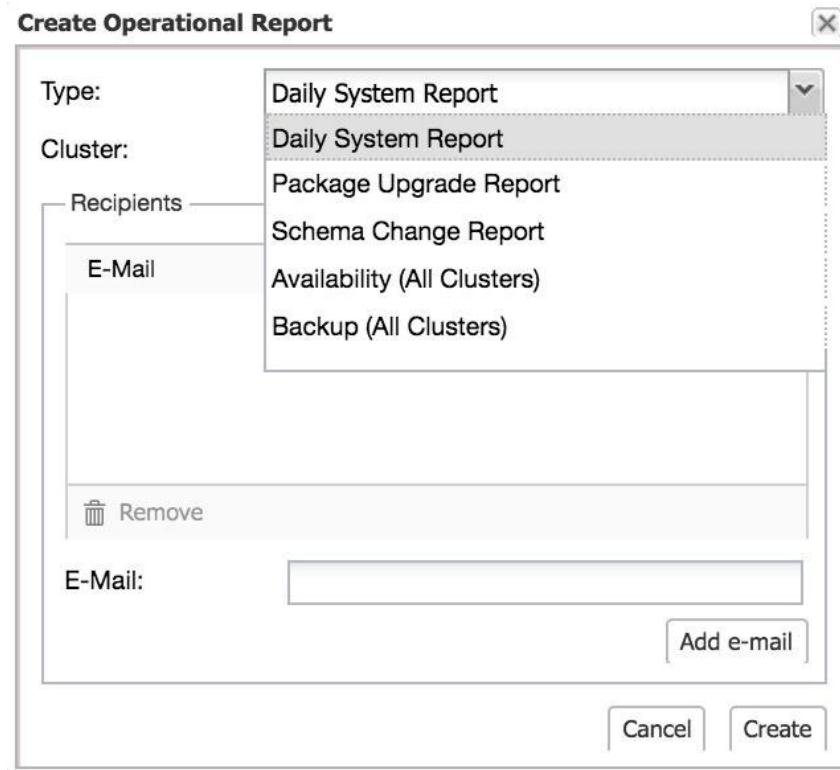 Create Operational Report
Type:
Daily System Report
Daily System Report
Package Upgrade Report
Schema Change Report
Availability (All Clusters)
Backup (All Clusters)
Cluster:
Recipients
E-Mail
Remove
E-Mail:
Add e-mail
Cancel
Create